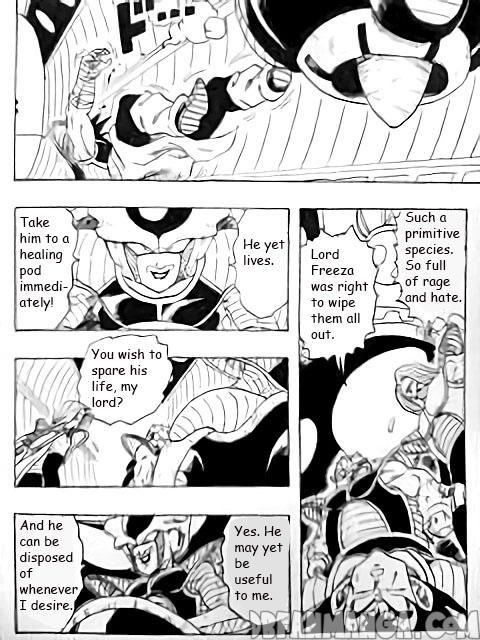 ドド
Such a
primitive
species.
So full
of rage
and hate.
Lord
Freeza
was right
to wipe
them all
out.
He yet
lives.
Take
him to a
healing
pod
immedi-
ately!
You wish to
spare his
life, my
lord?
Yes. He
may yet
be
useful
to me.
And he
can be
disposed
of
whenever
I desire.